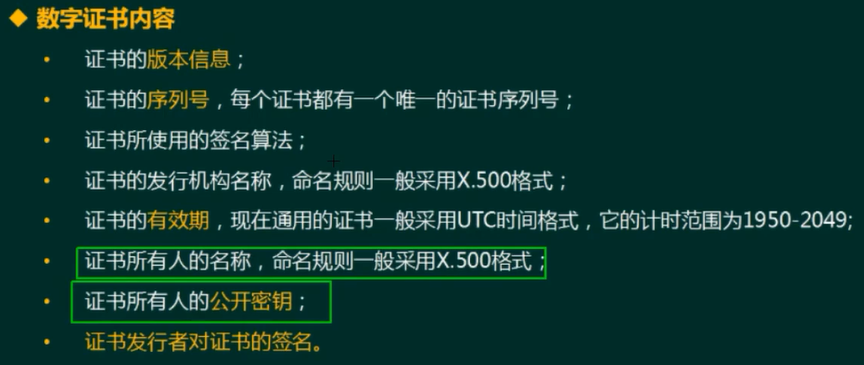 ◆ 数字证书内容
• 证书的版本信息；
• 证书的序列号，每个证书都有一个唯一的证书序列号；
• 证书所使用的签名算法；
• 证书的发行机构名称，命名规则一般采用X.500格式；
• 证书的有效期，现在通用的证书一般采用UTC时间格式，它的计时范围为1950-2049;
• 证书所有人的名称，命名规则一般采用X.500格式；
• 证书所有人的公开密钥；
• 证书发行者对证书的签名。